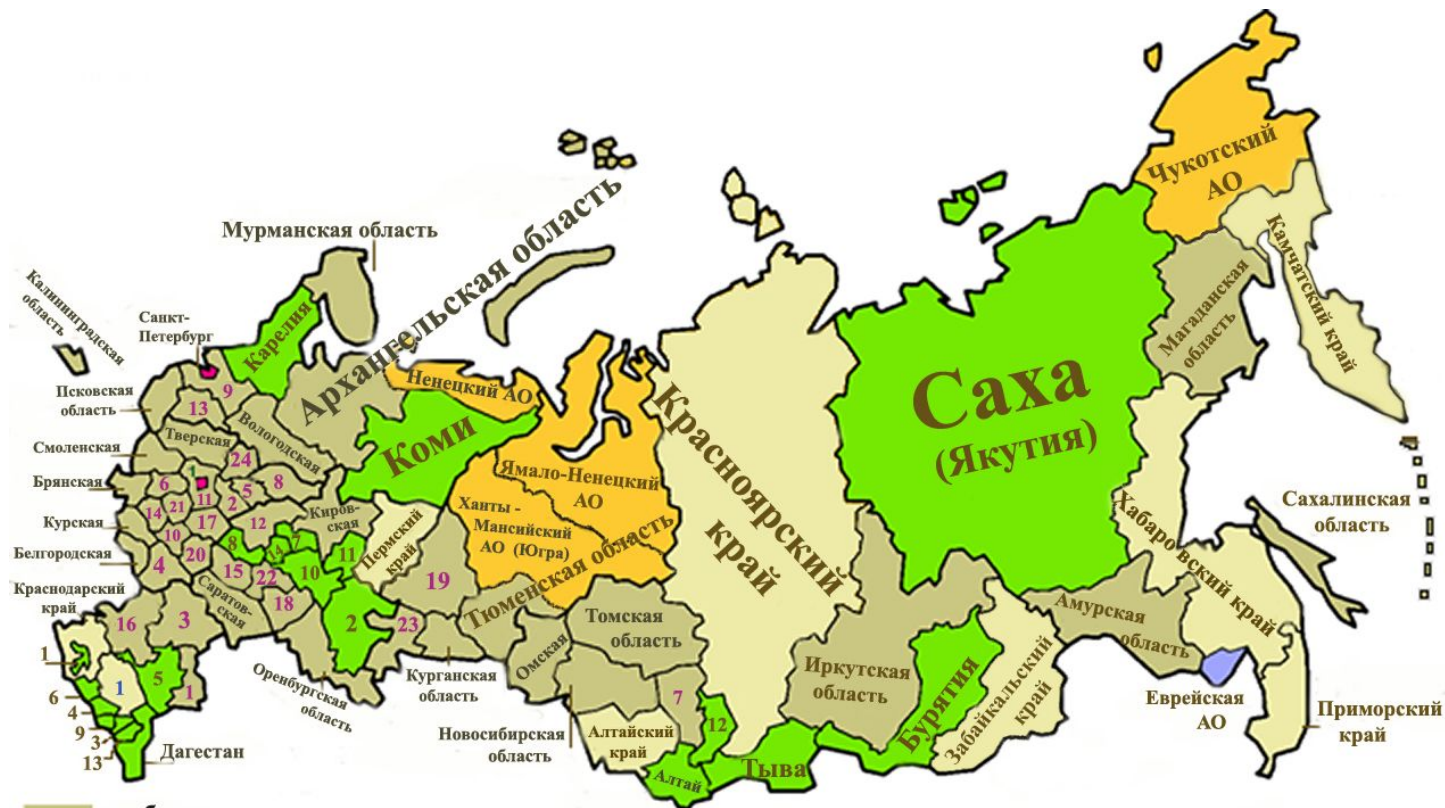 Чукотский
АО
Камчатский край
Магаданская
область
Мурманская область
Архангельская область
Калининградская
область
Санкт-
Петербург
Карелия
Псковская
область
9
13
Ненецкий АО
Саха
(Якутия)
Красноярский
край
Коми
Вологодская
Тверская
24
Смоленская
Ямало-Ненецкий
АО
Брянская
1
6
11
5
8
14
21
2
Ханты -
Мансийский
АО (Югра)
Тюменская область
Хабаровский край
Сахалинская
область
Курская
17
12
Кировская
Пермский
край
10
8
14
7
11
Белгородская
4
20
15
22
10
19
Краснодарский
край
Саратов-
ская
18
16
3
2
23
Томская
область
Амурская
область
Омская
1
5
1
1
6
4
9
3
13
Дагестан
Оренбургская
область
Курганская
область
Новосибирская
область
7
12
Алтайский
край
Алтай
Тыва
Иркутская
область
Бурятия
Забайкальский
край
Еврейская
АО
Приморский
край